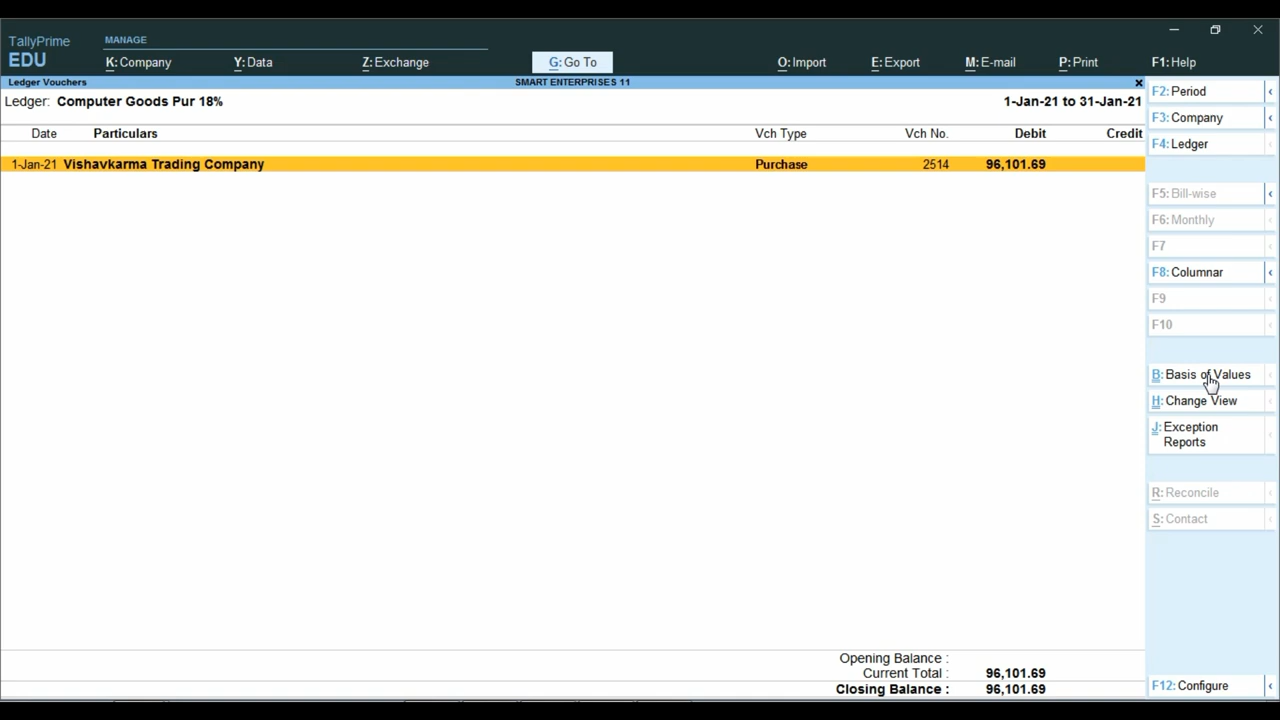 TallyPrime
EDU
MANAGE
K: Company Y: Data Z: Exchange G: Go To O: Import E: Export M: E-mail P: Print F1: Help
Ledger Vouchers SMART ENTERPRISES 11 x
Ledger: Computer Goods Pur 18% 1-Jan-21 to 31-Jan-21
Date Particulars Vch Type Vch No. Debit Credit
1-Jan-21 Vishavkarma Trading Company Purchase 2514 96,101.69
Opening Balance :
Current Total : 96,101.69
Closing Balance : 96,101.69
F2: Period
F3: Company
F4: Ledger
F5: Bill-wise
F6: Monthly
F7
F8: Columnar
F9
F10
B: Basis of Values
H: Change View
J: Exception
Reports
R: Reconcile
S: Contact
F12: Configure